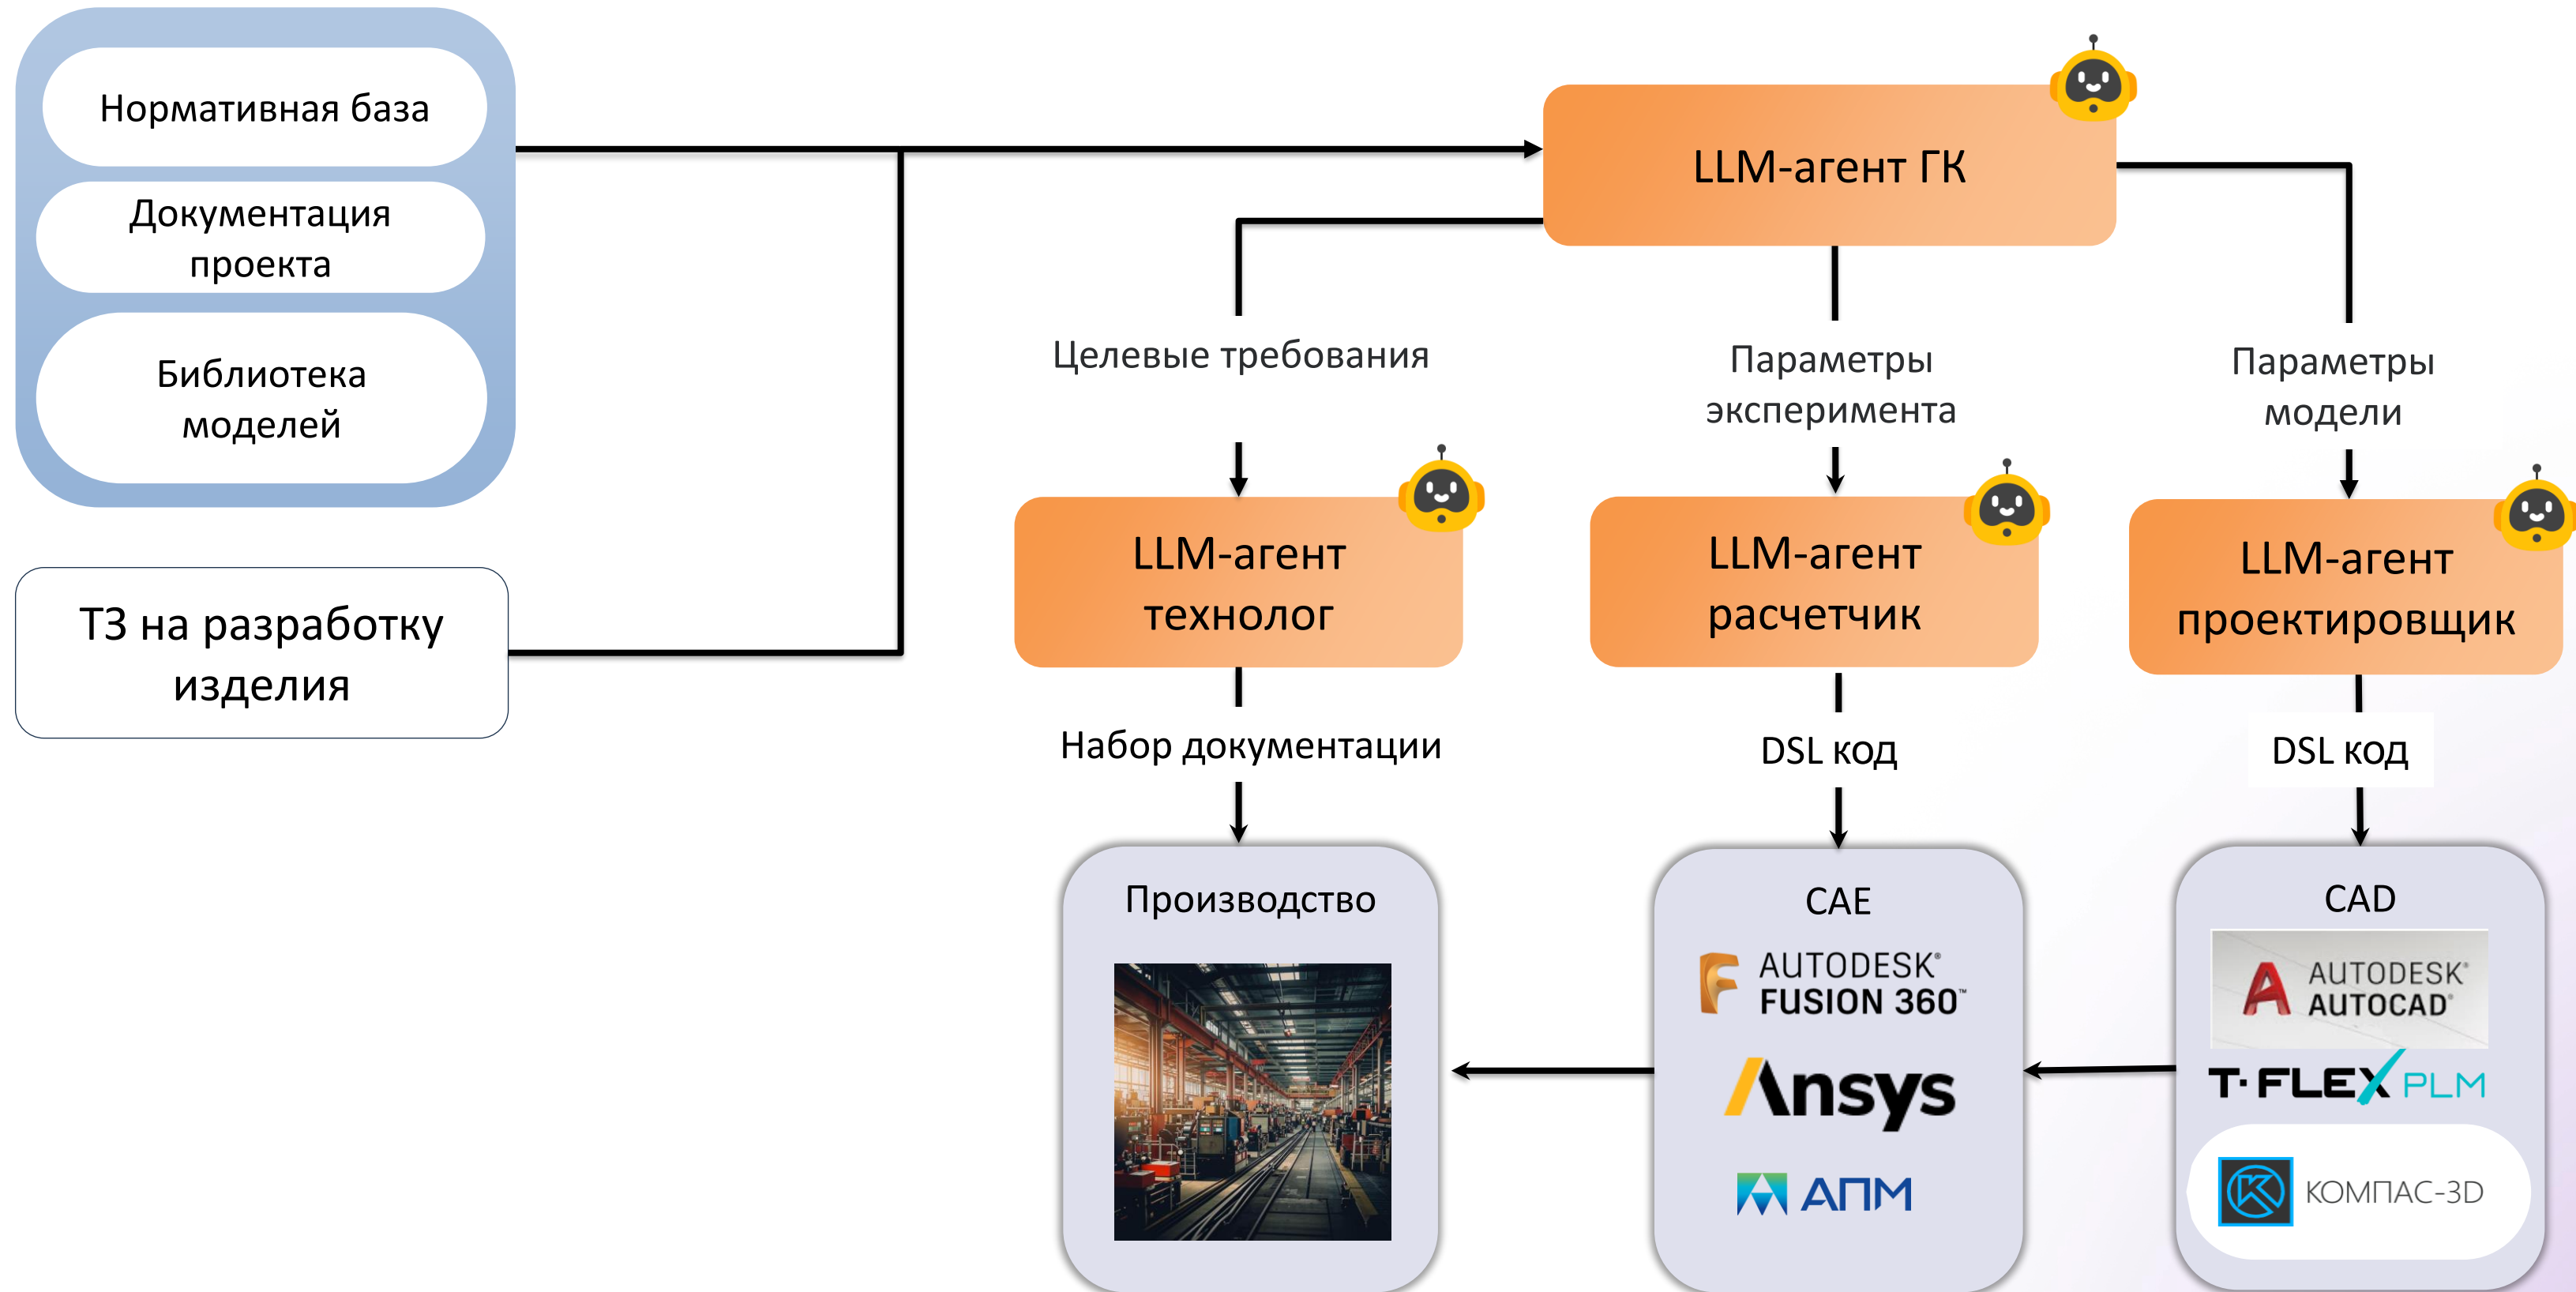 Нормативная база
Документация
проекта
Библиотека
моделей
ТЗ на разработку
изделия
LLM-агент ГК
Целевые требования
Параметры
эксперимента
Параметры
модели
LLM-агент
технолог
LLM-агент
расчетчик
LLM-агент
проектировщик
Набор документации
DSL код
DSL код
Производство
CAE
AUTODESK®
FUSION 360™
Ansys
АПМ
CAD
AUTODESK®
AUTOCAD®
T-FLEX PLM
КОМПАС-3D